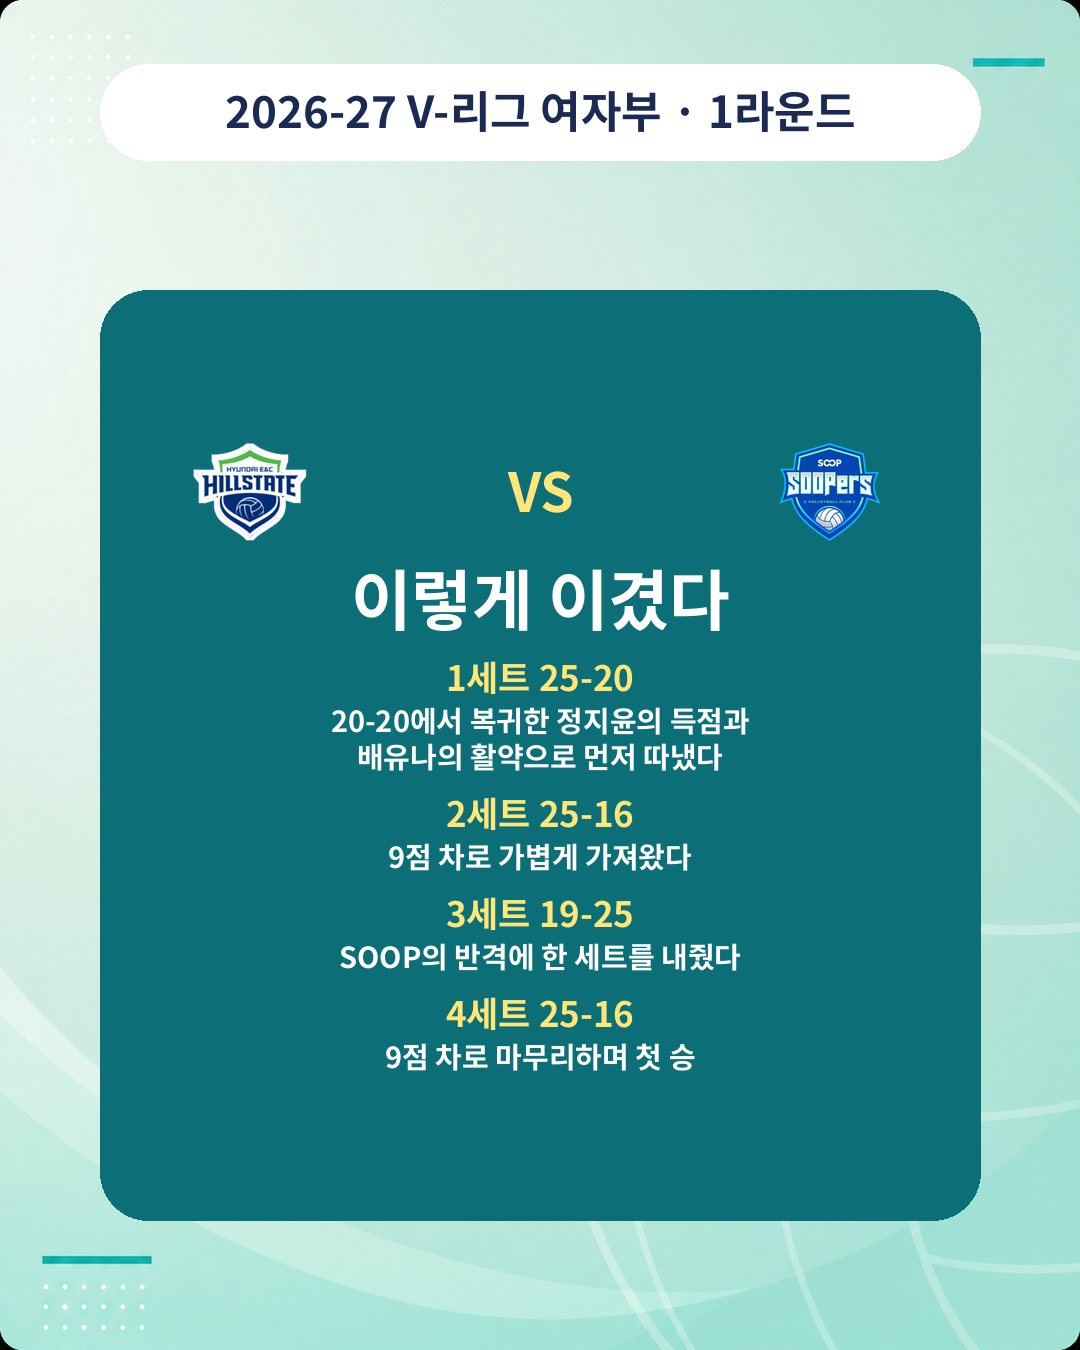 2026-27 V-리그 여자부 · 1라운드
HYUNDAI E&C
HILLSTATE
VS
SOOP
SOOPers
VOLLEYBALL CLUB
이렇게 이겼다
1세트 25-20
20-20에서 복귀한 정지윤의 득점과
배유나의 활약으로 먼저 따냈다
2세트 25-16
9점 차로 가볍게 가져왔다
3세트 19-25
SOOP의 반격에 한 세트를 내줬다
4세트 25-16
9점 차로 마무리하며 첫 승